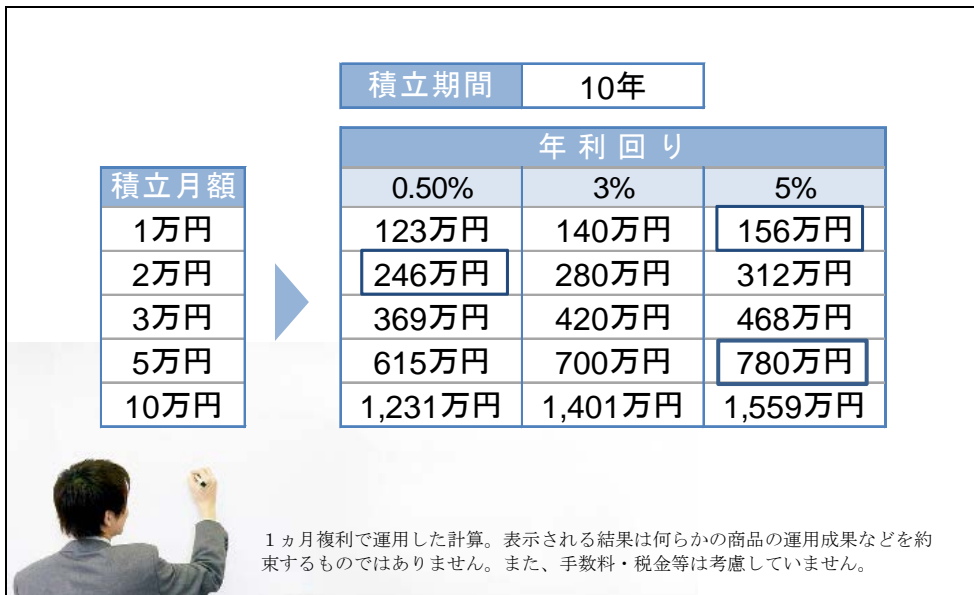 積立期間 10年
年利回り
積立月額 0.50% 3% 5%
1万円 123万円 140万円 156万円
2万円 246万円 280万円 312万円
3万円 369万円 420万円 468万円
5万円 615万円 700万円 780万円
10万円 1,231万円 1,401万円 1,559万円
1ヵ月複利で運用した計算。表示される結果は何らかの商品の運用成果などを約
束するものではありません。また、手数料・税金等は考慮していません。